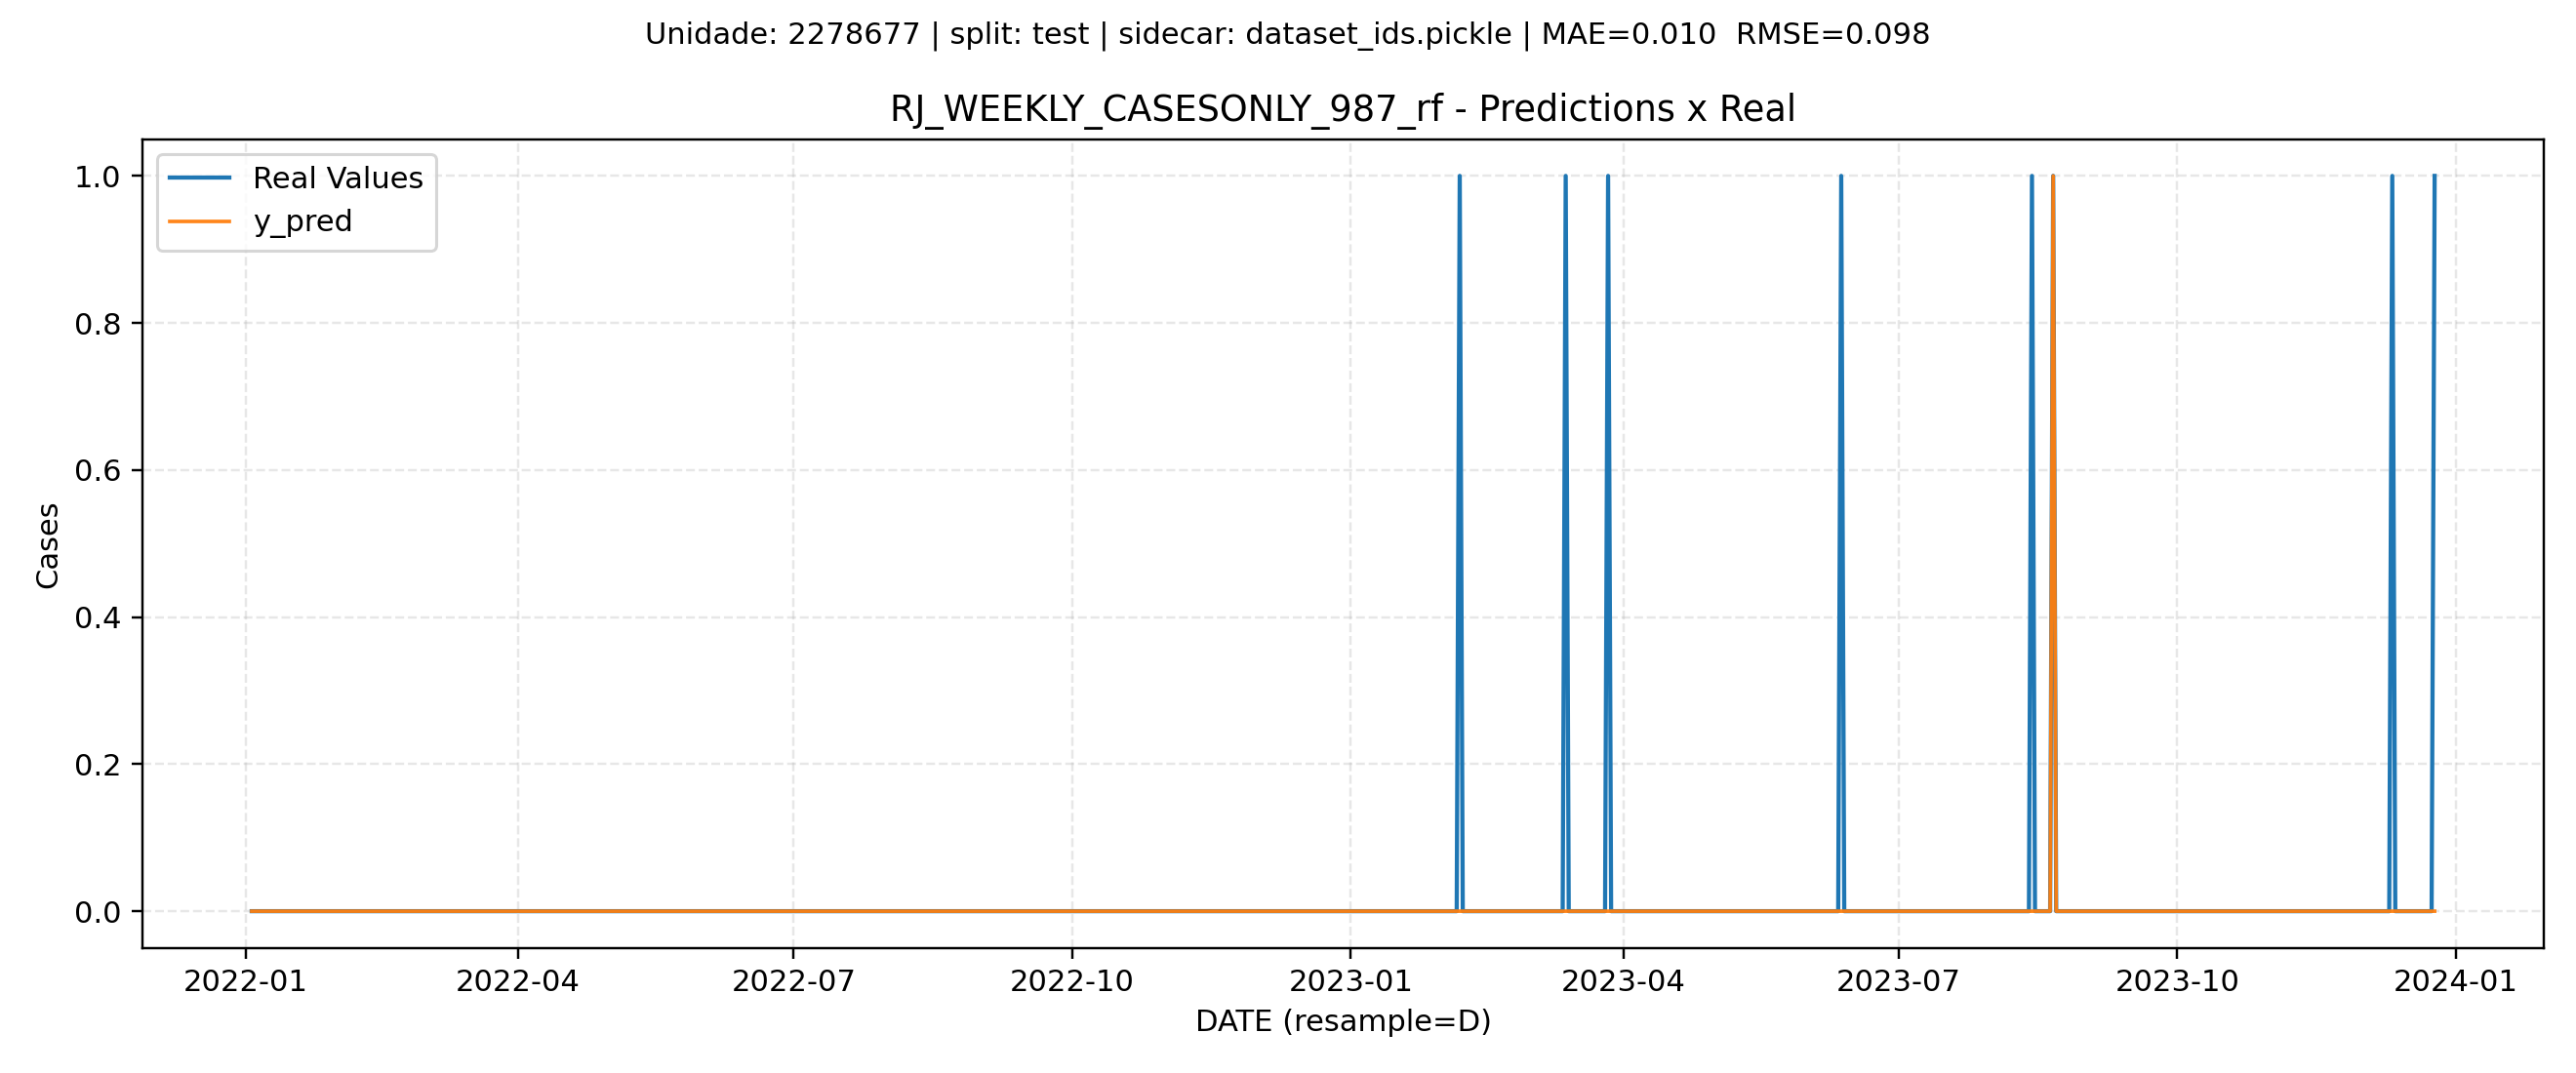 Unidade: 2278677 | split: test | sidecar: dataset_ids.pickle | MAE=0.010  RMSE=0.098
RJ_WEEKLY_CASESONLY_987_rf - Predictions x Real
Real Values
y_pred
1.0
0.8
0.6
0.4
0.2
0.0
Cases
2022-01
2022-04
2022-07
2022-10
2023-01
2023-04
2023-07
2023-10
2024-01
DATE (resample=D)